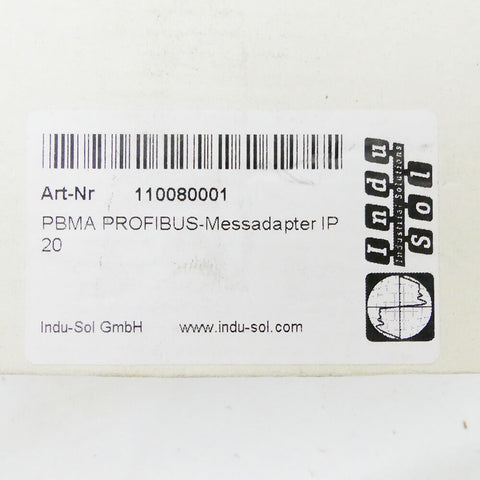 Art-Nr 110080001
PBMA PROFIBUS-Messadapter IP
20
Indu-Sol GmbH www.indu-sol.com
Indu
Industrial Solutions
Sol